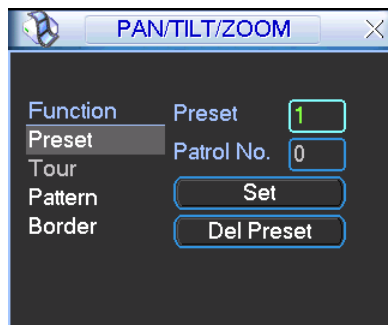 PAN/TILT/ZOOM
Function
Preset
Tour
Pattern
Border
Preset 1
Patrol No. 0
Set
Del Preset